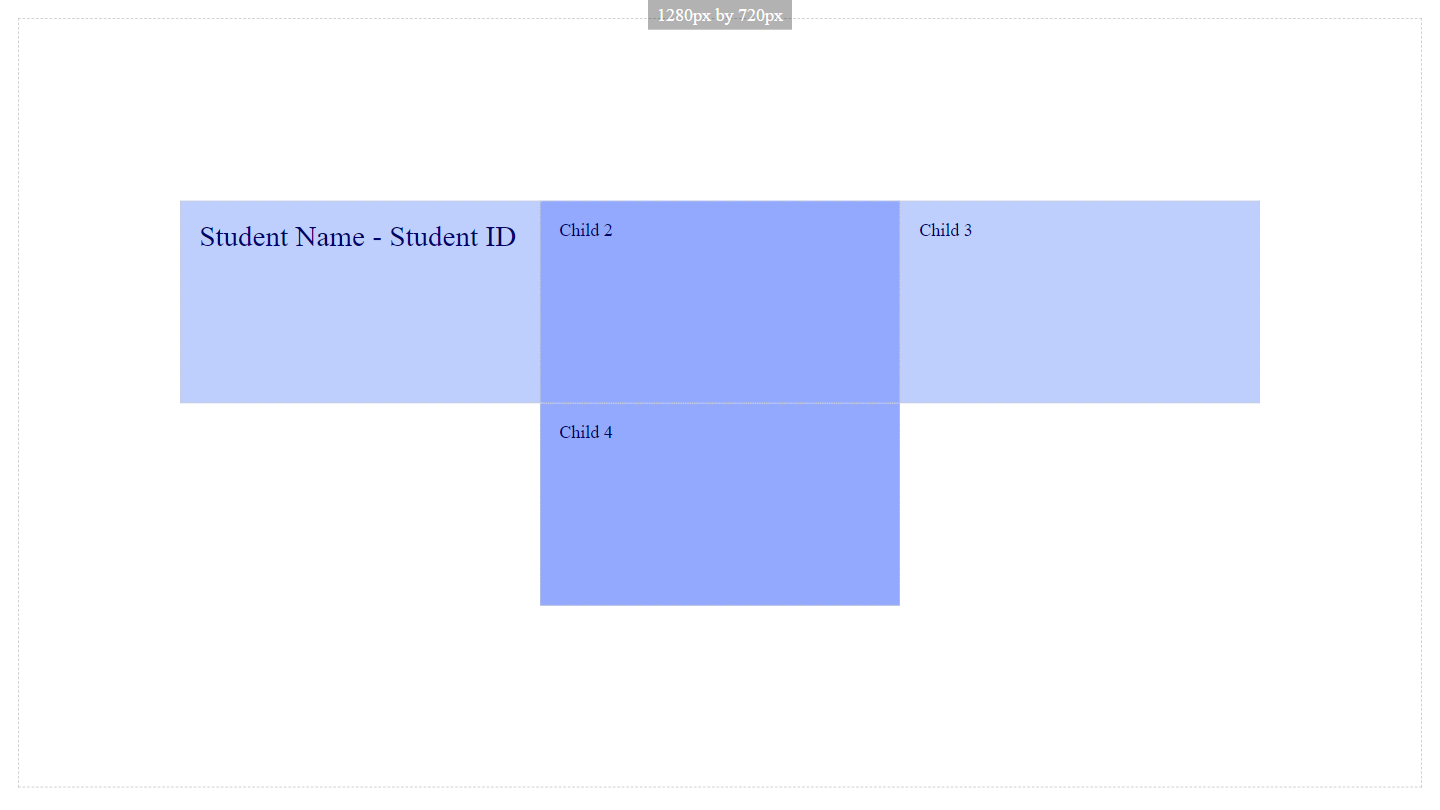 1280px by 720px
Student Name - Student ID
Child 2
Child 3
Child 4